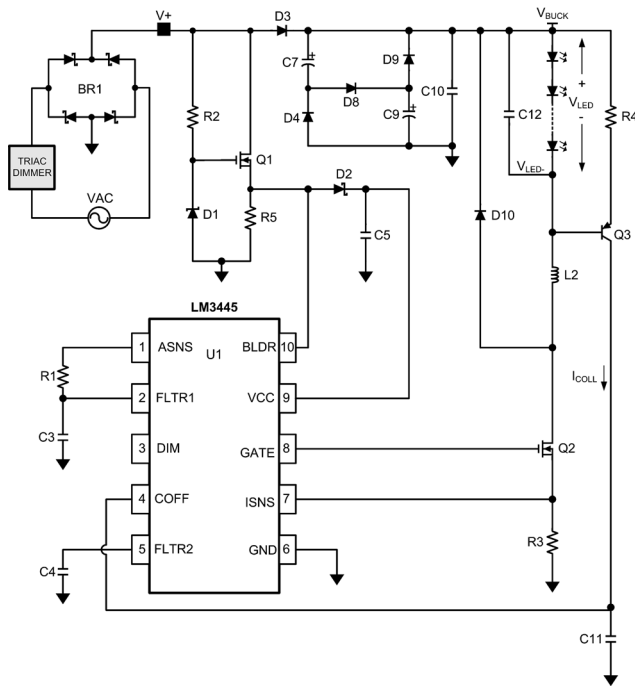 V+
D3
VBUCK
C7
D9
BR1
R2
D8
C10
C12
+
VLED
-
R4
D4
C9
TRIAC
DIMMER
Q1
VLED-
D2
VAC
D1
R5
C5
D10
Q3
L2
LM3445
U1
1 ASNS
BLDR 10
R1
ICOLL
2 FLTR1
VCC 9
C3
3 DIM
GATE 8
Q2
4 COFF
ISNS 7
R3
5 FLTR2
GND 6
C4
C11